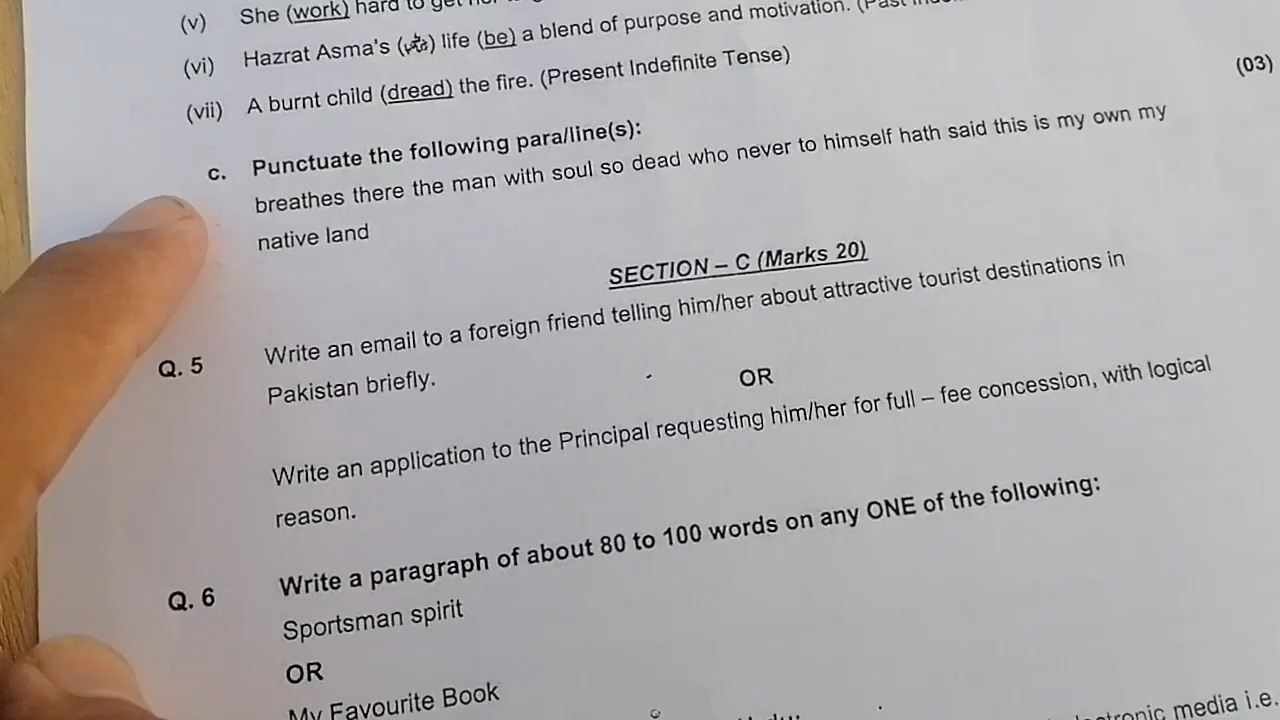 (v) She (work) hard to get
(vi) Hazrat Asma's life (be) a blend of purpose and motivation. (Past
(vii) A burnt child (dread) the fire. (Present Indefinite Tense)
(03)
c. Punctuate the following para/line(s):
breathes there the man with soul so dead who never to himself hath said this is my own my
native land
SECTION – C (Marks 20)
Q. 5 Write an email to a foreign friend telling him/her about attractive tourist destinations in
Pakistan briefly.
OR
Write an application to the Principal requesting him/her for full – fee concession, with logical
reason.
Q. 6 Write a paragraph of about 80 to 100 words on any ONE of the following:
Sportsman spirit
OR
My Favourite Book
media i.e.